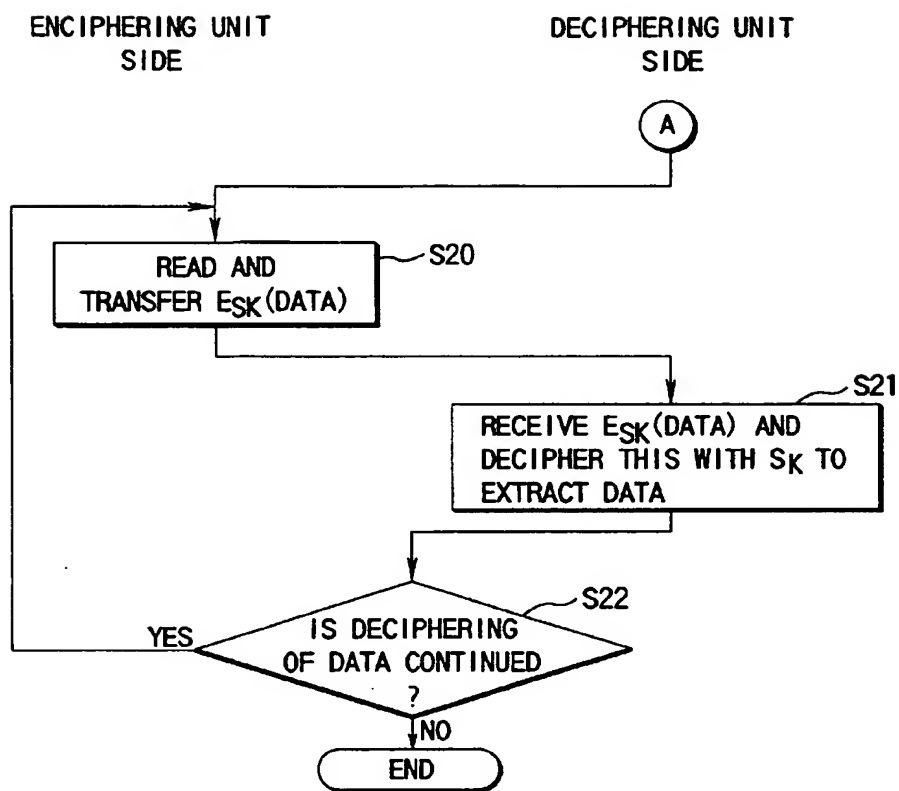 ENCIPHERING UNIT
SIDE
DECIPHERING UNIT
SIDE
A
READ AND
TRANSFER ESK(DATA)
S20
S21
RECEIVE ESK(DATA) AND
DECIPHER THIS WITH SK TO
EXTRACT DATA
S22
IS DECIPHERING
OF DATA CONTINUED
?
YES
NO
END